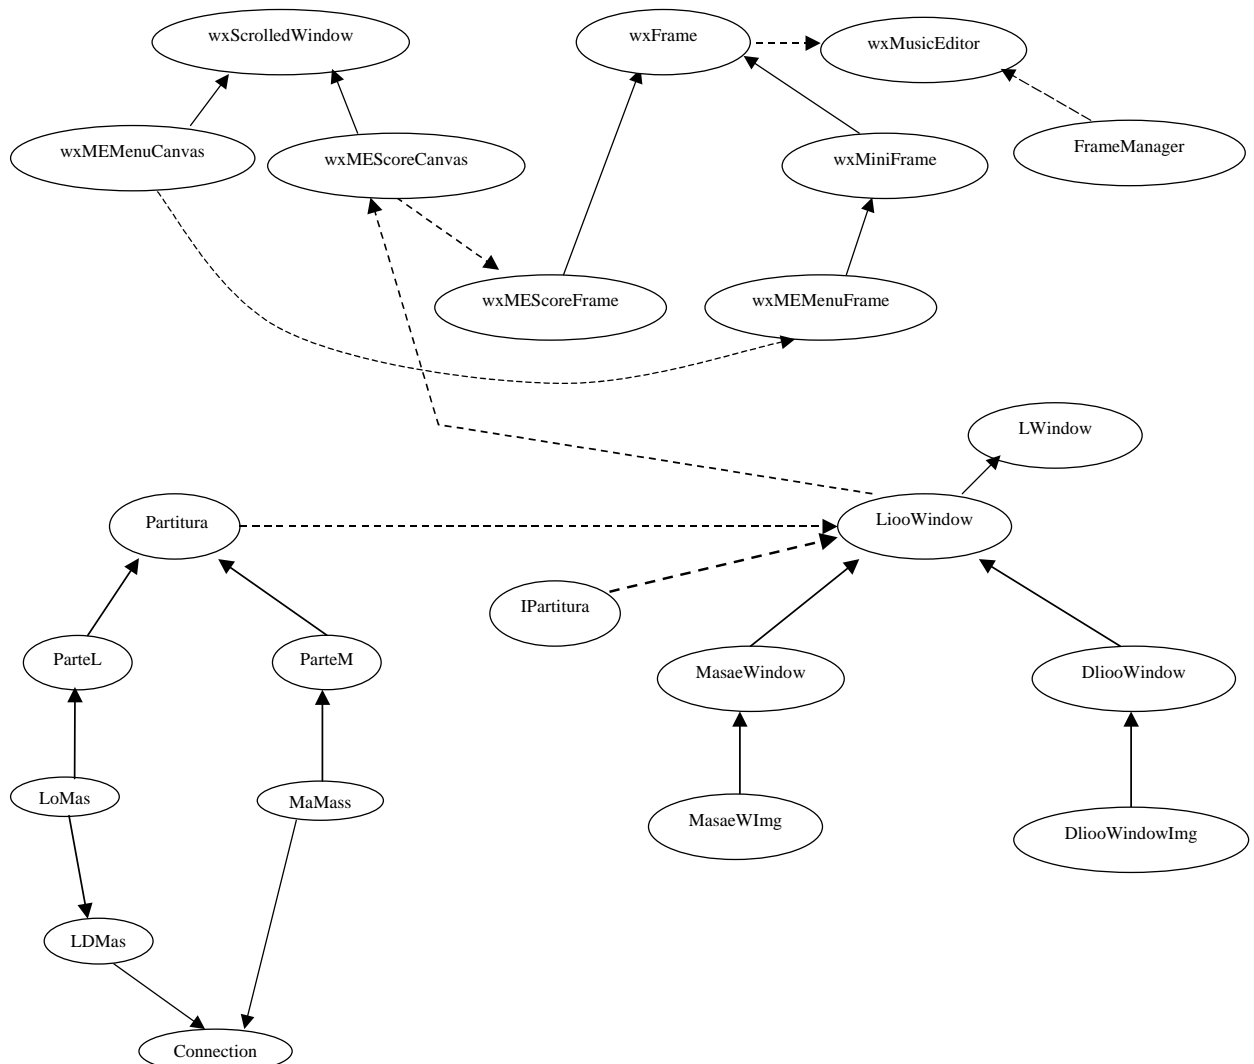 wxScrolledWindow
wxFrame
wxMusicEditor
wxMEMenuCanvas
wxMEScoreCanvas
wxMiniFrame
FrameManager
wxMEScoreFrame
wxMEMenuFrame
LWindow
Partitura
LiooWindow
IPartitura
ParteL
ParteM
MasaeWindow
DliooWindow
LoMas
MaMass
MasaeWImg
DliooWindowImg
LDMas
Connection